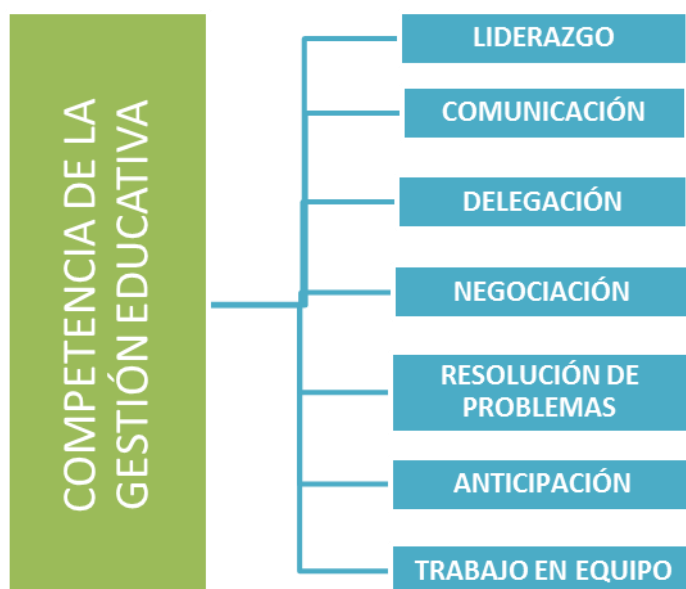 COMPETENCIA DE LA
GESTIÓN EDUCATIVA
LIDERAZGO
COMUNICACIÓN
DELEGACIÓN
NEGOCIACIÓN
RESOLUCIÓN DE
PROBLEMAS
ANTICIPACIÓN
TRABAJO EN EQUIPO